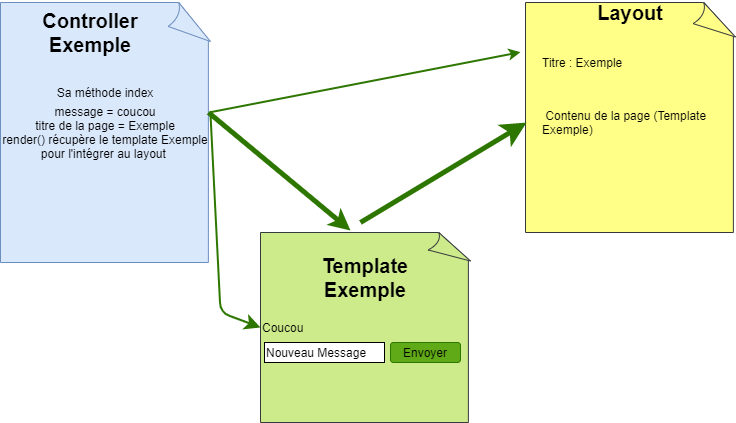 Controller
Exemple
Sa méthode index
message = coucou
titre de la page = Exemple
render() récupère le template Exemple
pour l'intégrer au layout
Layout
Titre : Exemple
Contenu de la page (Template
Exemple)
Template
Exemple
Coucou
Nouveau Message
Envoyer